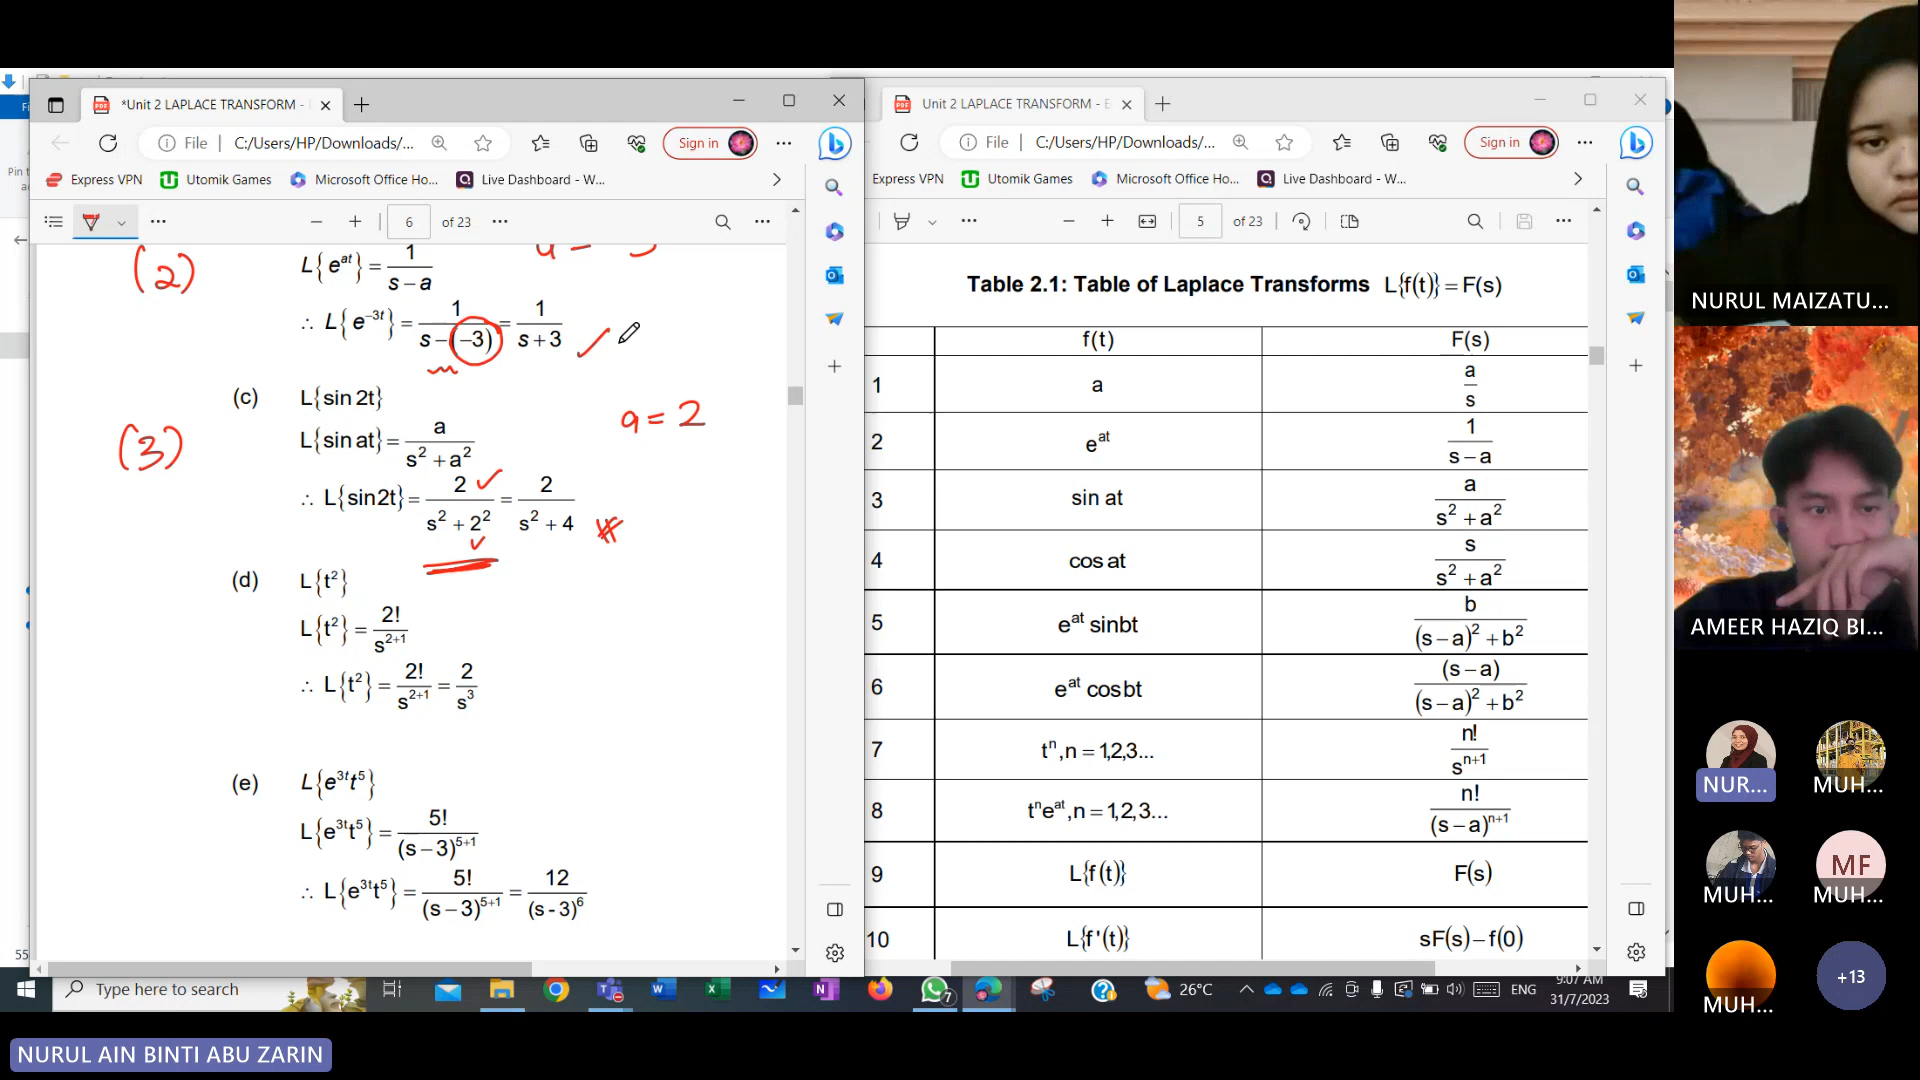 *Unit 2 LAPLACE TRANSFORM -
File
C:/Users/HP/Downloads/...
Sign in
Express VPN
Utomik Games
Microsoft Office Ho...
Live Dashboard - W...
6 of 23
(2)
L{e^at} = 1/(s−a)
∴ L{e^−3t} = 1/(s−(−3)) = 1/(s+3) ✓
(c) L{sin 2t}
a = 2
(3)
L{sin at} = a/(s²+a²)
∴ L{sin2t} = 2/(s²+2²) = 2/(s²+4)
(d) L{t²}
L{t²} = 2!/s^2+1
∴ L{t²} = 2!/s^2+1 = 2/s³
(e) L{e^3t t^5}
L{e^3t t^5} = 5!/(s−3)^5+1
∴ L{e^3t t^5} = 5!/(s−3)^5+1 = 12/(s-3)^6
Unit 2 LAPLACE TRANSFORM - E
File
C:/Users/HP/Downloads/...
Sign in
Express VPN
Utomik Games
Microsoft Office Ho...
Live Dashboard - W...
5 of 23
Table 2.1: Table of Laplace Transforms L{f(t)} = F(s)
f(t) F(s)
1 a a/s
2 e^at 1/(s−a)
3 sin at a/(s²+a²)
4 cos at s/(s²+a²)
5 e^at sinbt b/((s−a)²+b²)
6 e^at cosbt (s−a)/((s−a)²+b²)
7 t^n, n = 1,2,3... n!/s^n+1
8 t^n e^at, n = 1,2,3... n!/(s−a)^n+1
9 L{f(t)} F(s)
10 L{f'(t)} sF(s)−f(0)
Type here to search
7
26°C
ENG
9:07 AM
31/7/2023
NURUL MAIZATU...
AMEER HAZIQ BI...
NUR...
MUH...
MUH...
MF
MUH...
MUH...
+13
NURUL AIN BINTI ABU ZARIN